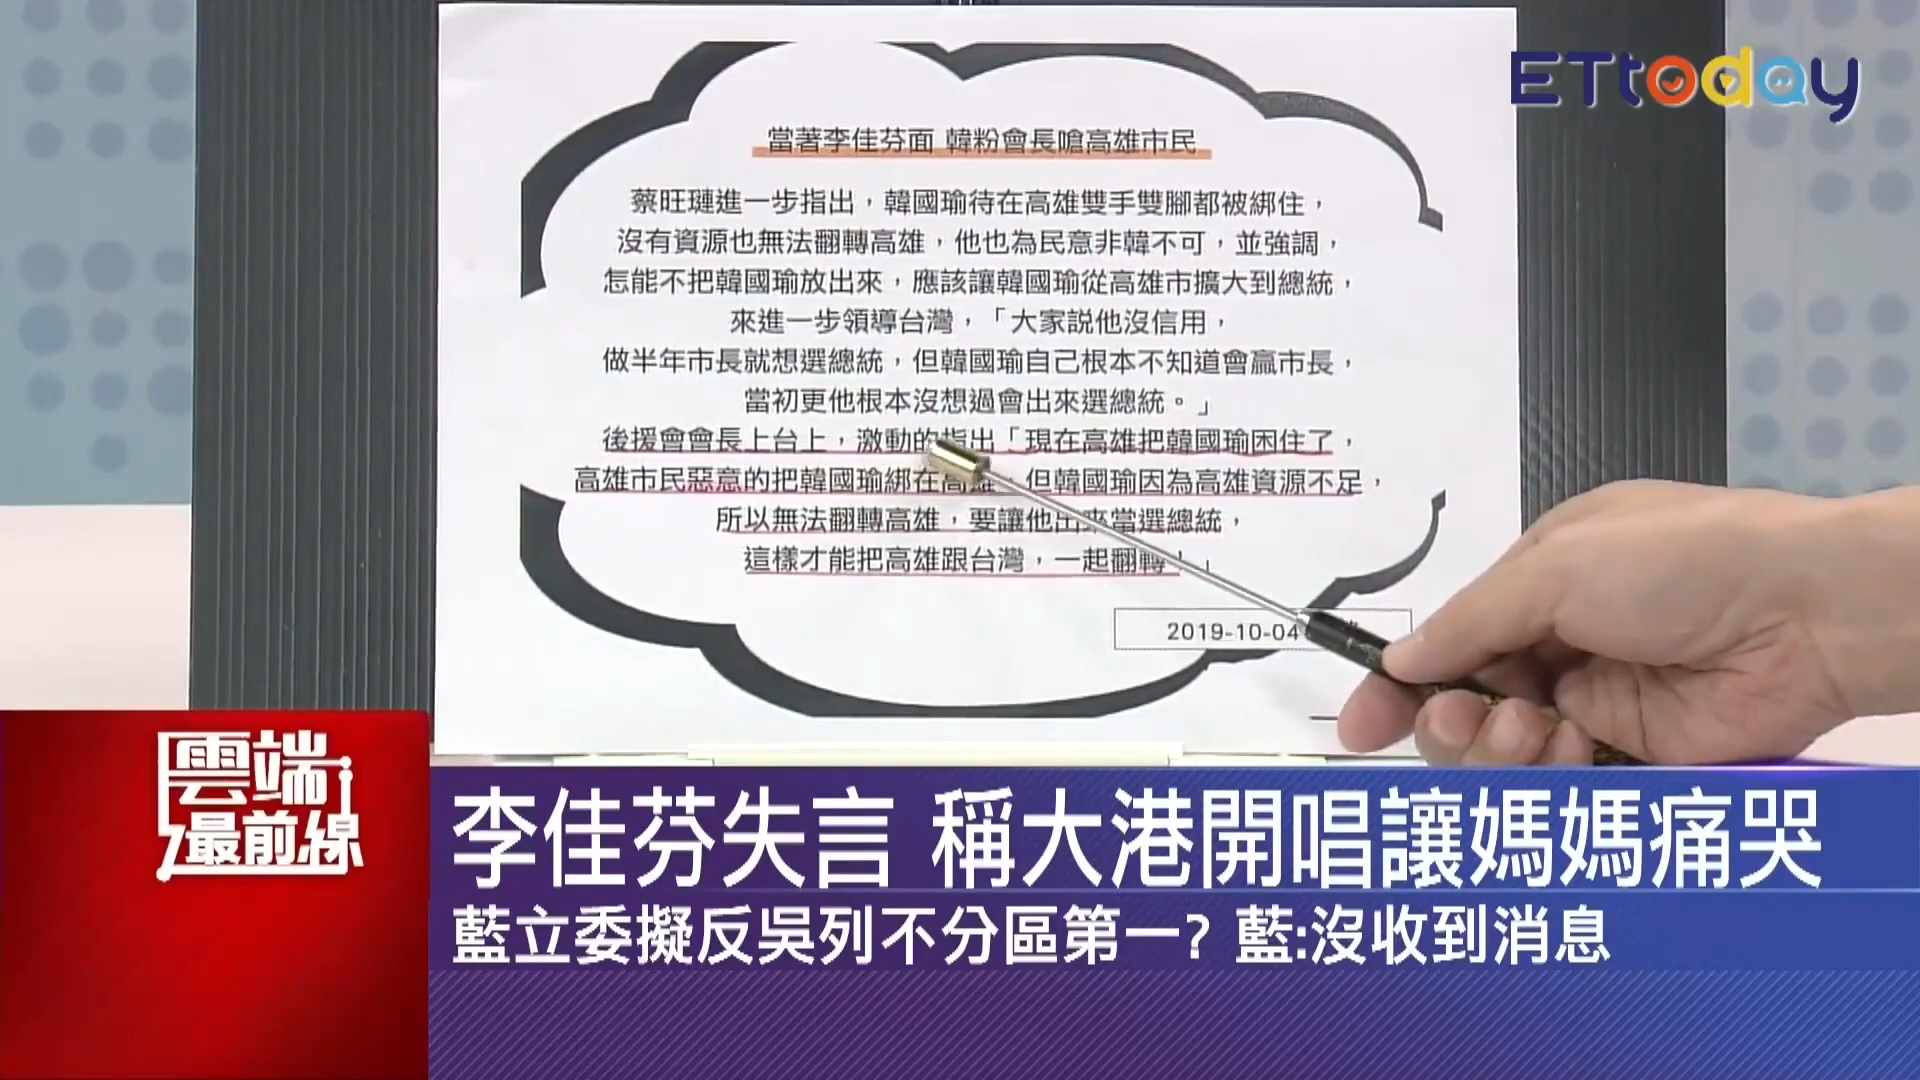 ETtoday
當著李佳芬面 韓粉會長嗆高雄市民
蔡旺璉進一步指出，韓國瑜待在高雄雙手雙腳都被綁住，
沒有資源也無法翻轉高雄，他也為民意非韓不可，並強調，
怎能不把韓國瑜放出來，應該讓韓國瑜從高雄市擴大到總統，
來進一步領導台灣，「大家說他沒信用，
做半年市長就想選總統，但韓國瑜自己根本不知道會贏市長，
當初更他根本沒想過會出來選總統。」
後援會會長上台上，激動的指出「現在高雄把韓國瑜困住了，
高雄市民惡意的把韓國瑜綁在高雄，但韓國瑜因為高雄資源不足，
所以無法翻轉高雄，要讓他出來當選總統，
這樣才能把高雄跟台灣，一起翻轉！」
2019-10-04
雲端
最前線
李佳芬失言 稱大港開唱讓媽媽痛哭
藍立委擬反吳列不分區第一? 藍:沒收到消息